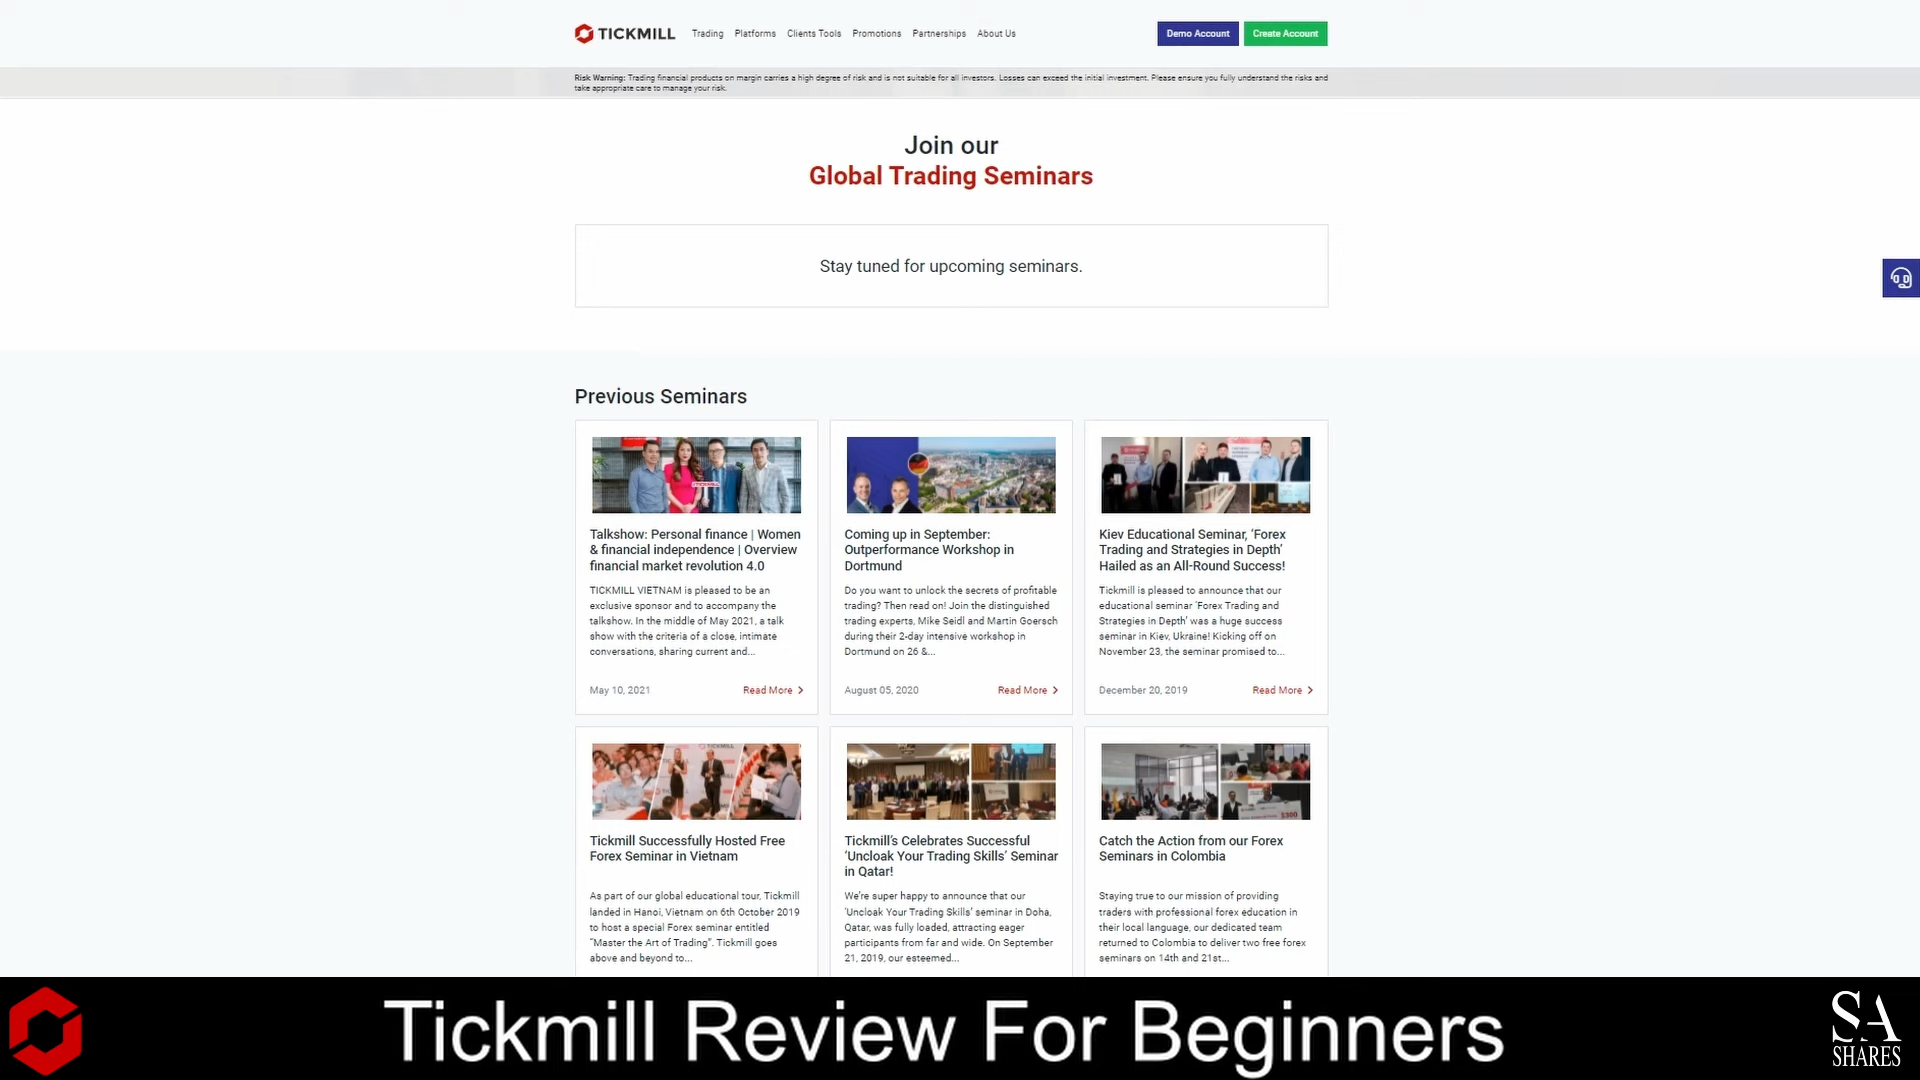 TICKMILL Trading Platforms Clients Tools Promotions Partnerships About Us Demo Account Create Account
Risk Warning: Trading financial products on margin carries a high degree of risk and is not suitable for all investors. Losses can exceed the initial investment. Please ensure you fully understand the risks and
take appropriate care to manage your risk.
Join our
Global Trading Seminars
Stay tuned for upcoming seminars.
Previous Seminars
Talkshow: Personal finance | Women
& financial independence | Overview
financial market revolution 4.0
TICKMILL VIETNAM is pleased to be an
exclusive sponsor and to accompany the
talkshow. In the middle of May 2021, a talk
show with the criteria of a close, intimate
conversations, sharing current and...
May 10, 2021 Read More
Coming up in September:
Outperformance Workshop in
Dortmund
Do you want to unlock the secrets of profitable
trading? Then read on! Join the distinguished
trading experts, Mike Seidl and Martin Goersch
during their 2-day intensive workshop in
Dortmund on 26 &...
August 05, 2020 Read More
Kiev Educational Seminar, ‘Forex
Trading and Strategies in Depth’
Hailed as an All-Round Success!
Tickmill is pleased to announce that our
educational seminar ‘Forex Trading and
Strategies in Depth’ was a huge success
seminar in Kiev, Ukraine! Kicking off on
November 23, the seminar promised to...
December 20, 2019 Read More
Tickmill Successfully Hosted Free
Forex Seminar in Vietnam
As part of our global educational tour, Tickmill
landed in Hanoi, Vietnam on 6th October 2019
to host a special Forex seminar entitled
“Master the Art of Trading”. Tickmill goes
above and beyond to...
Tickmill’s Celebrates Successful
‘Uncloak Your Trading Skills’ Seminar
in Qatar!
We’re super happy to announce that our
‘Uncloak Your Trading Skills’ seminar in Doha,
Qatar, was fully loaded, attracting eager
participants from far and wide. On September
21, 2019, our esteemed...
$300
Catch the Action from our Forex
Seminars in Colombia
Staying true to our mission of providing
traders with professional forex education in
their local language, our dedicated team
returned to Colombia to deliver two free forex
seminars on 14th and 21st...
Tickmill Review For Beginners
SA
SHARES